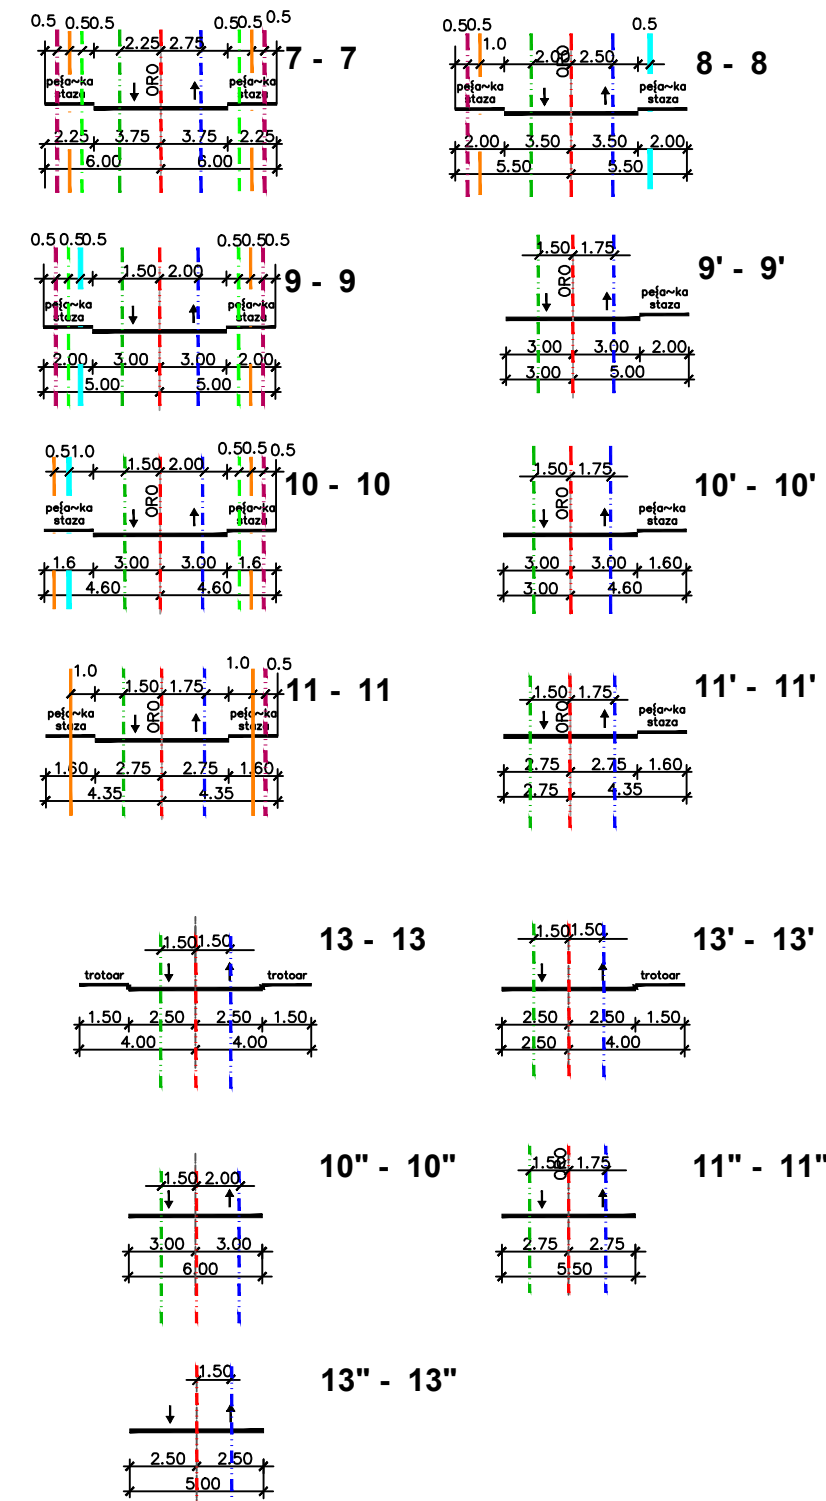 0.5 0.50.5 0.50.5 0.5
2.25 2.75
7 - 7
ORO
pe{a~ka staza pe{a~ka staza
2.25 3.75 3.75 2.25
6.00 6.00
0.50.5 0.5
1.0 2.00 2.50
8 - 8
ORO
pe{a~ka staza pe{a~ka staza
2.00 3.50 3.50 2.00
5.50 5.50
0.5 0.50.5 0.50.50.5
1.50 2.00
9 - 9
pe{a~ka staza pe{a~ka staza
2.00 3.00 3.00 2.00
5.00 5.00
1.50 1.75
9' - 9'
ORO
pe{a~ka
staza
3.00 3.00 2.00
3.00 5.00
0.51.0 0.50.5 0.5
1.50 2.00
10 - 10
ORO
pe{a~ka staza pe{a~ka staza
1.6 3.00 3.00 1.6
4.60 4.60
1.50 1.75
10' - 10'
ORO
pe{a~ka
staza
3.00 3.00 1.60
3.00 4.60
1.0 1.0 0.5
1.50 1.75
11 - 11
ORO
pe{a~ka staza pe{a~ka staza
1.60 2.75 2.75 1.60
4.35 4.35
1.50 1.75
11' - 11'
ORO
pe{a~ka
staza
2.75 2.75 1.60
2.75 4.35
1.50 1.50
13 - 13
trotoar trotoar
1.50 2.50 2.50 1.50
4.00 4.00
1.50 1.50
13' - 13'
trotoar
2.50 2.50 1.50
2.50 4.00
1.50 2.00
10" - 10"
3.00 3.00
6.00
1.50 1.75
11" - 11"
ORO
2.75 2.75
5.50
1.50
13" - 13"
2.50 2.50
5.00